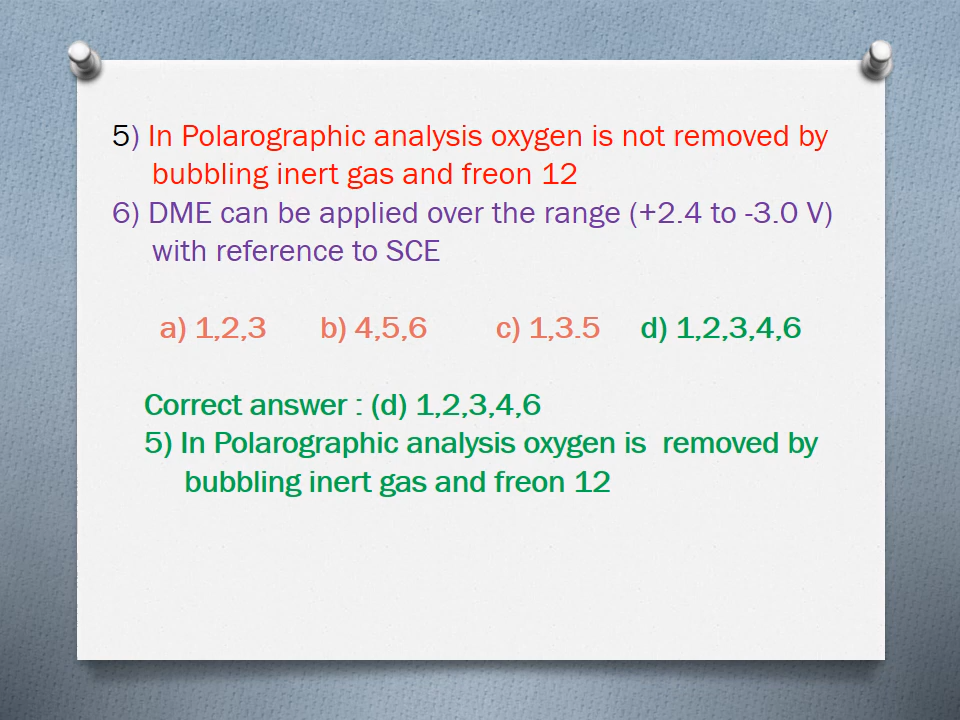 5) In Polarographic analysis oxygen is not removed by
bubbling inert gas and freon 12
6) DME can be applied over the range (+2.4 to -3.0 V)
with reference to SCE
a) 1,2,3 b) 4,5,6 c) 1,3.5 d) 1,2,3,4,6
Correct answer : (d) 1,2,3,4,6
5) In Polarographic analysis oxygen is removed by
bubbling inert gas and freon 12